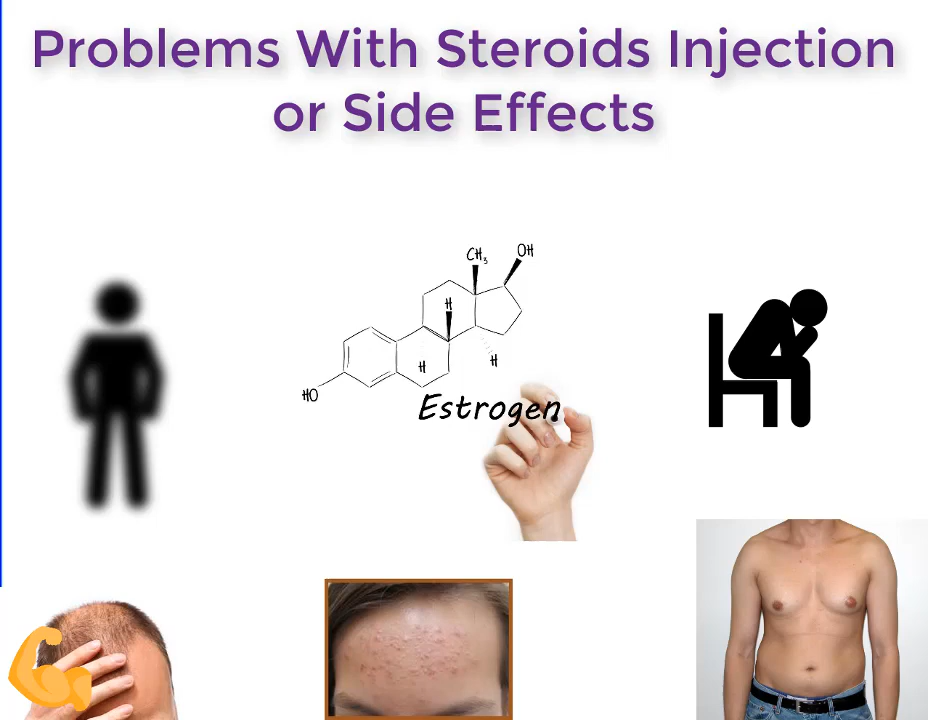 Problems With Steroids Injection
or Side Effects
CH3
OH
H
H
H
HO
Estrogen